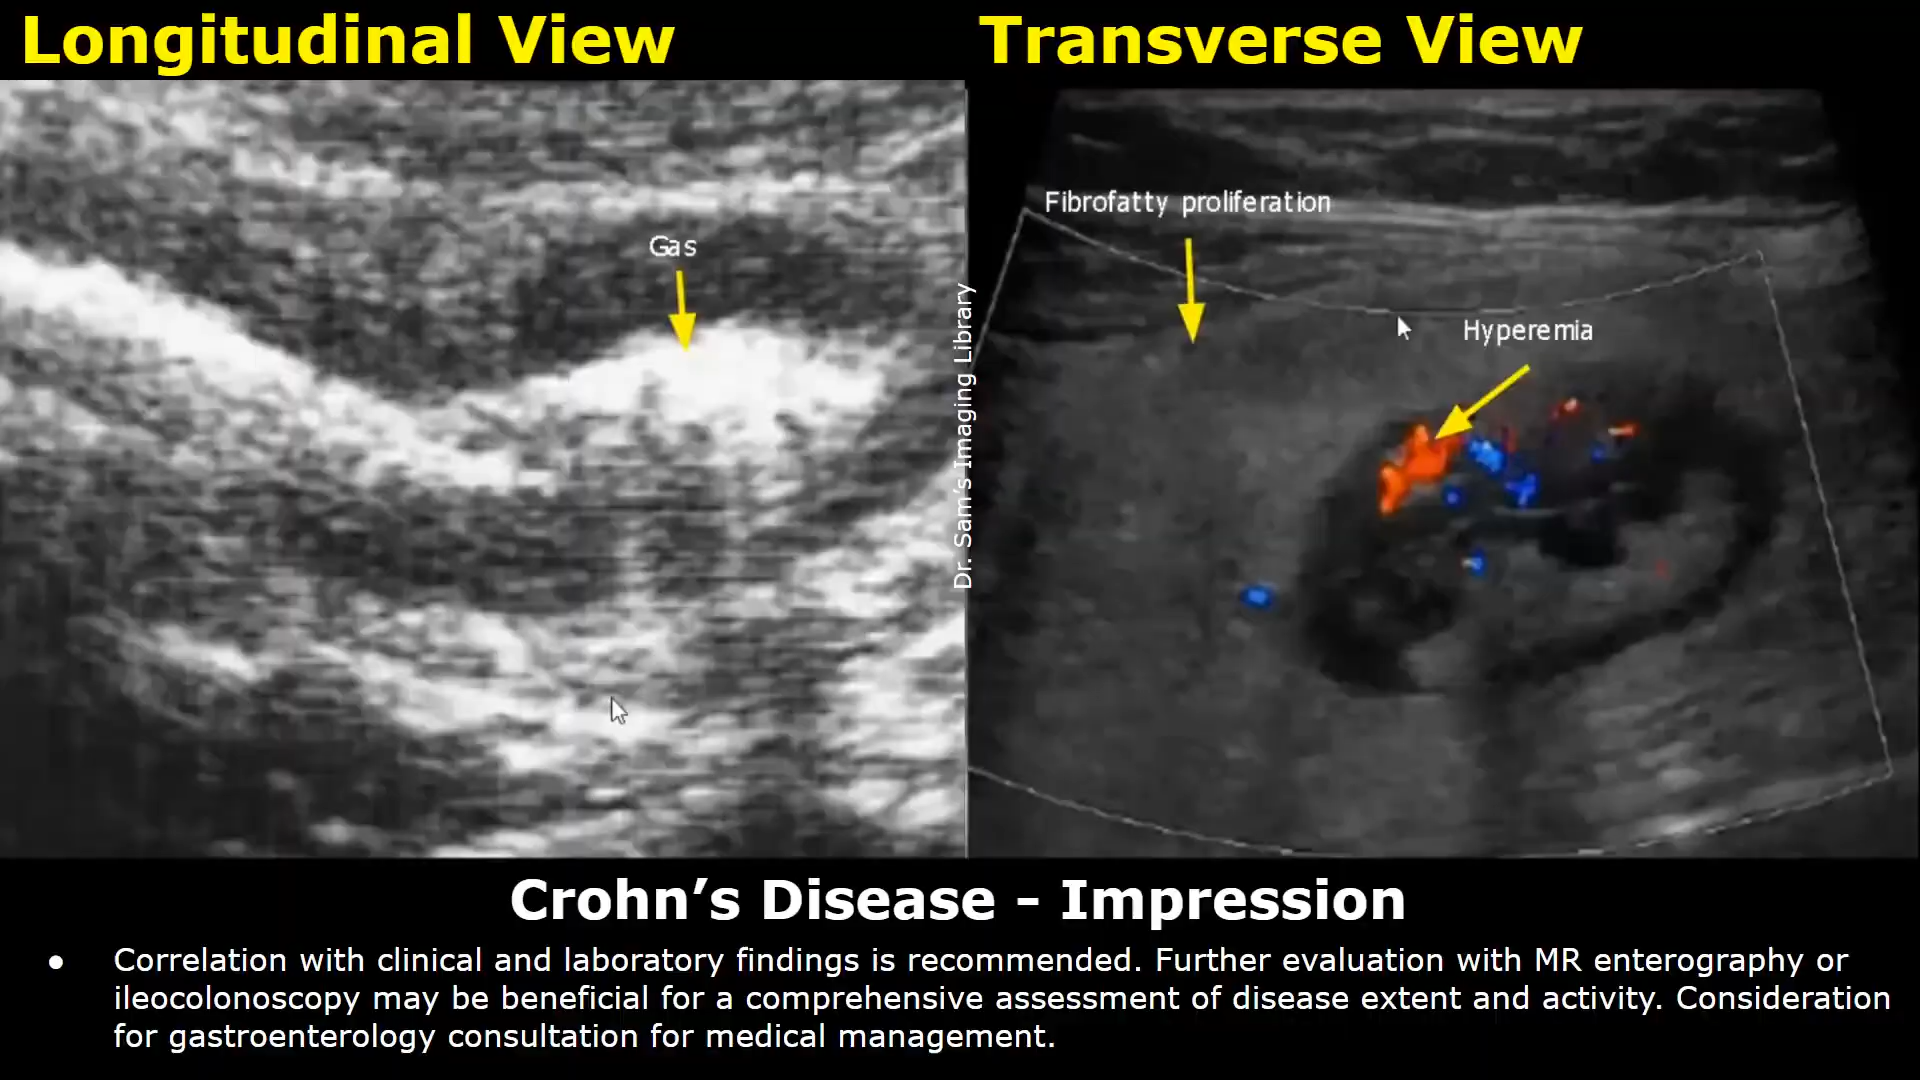 Longitudinal View
Transverse View
Fibrofatty proliferation
Gas
Hyperemia
Dr. Sam's Imaging Library
Crohn’s Disease – Impression
● Correlation with clinical and laboratory findings is recommended. Further evaluation with MR enterography or
ileocolonoscopy may be beneficial for a comprehensive assessment of disease extent and activity. Consideration
for gastroenterology consultation for medical management.